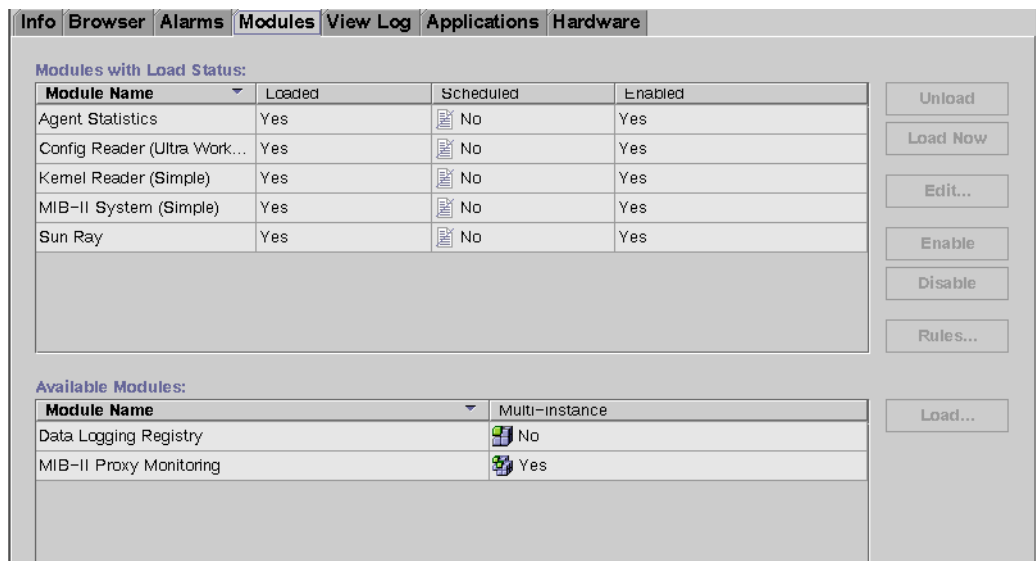 Info Browser Alarms Modules View Log Applications Hardware
Modules with Load Status:
Module Name Loaded Scheduled Enabled
Unload
Agent Statistics Yes No Yes
Load Now
Config Reader (Ultra Work... Yes No Yes
Kernel Reader (Simple) Yes No Yes
Edit...
MIB-II System (Simple) Yes No Yes
Sun Ray Yes No Yes
Enable
Disable
Rules...
Available Modules:
Module Name Multi-Instance
Load...
Data Logging Registry No
MIB-II Proxy Monitoring Yes